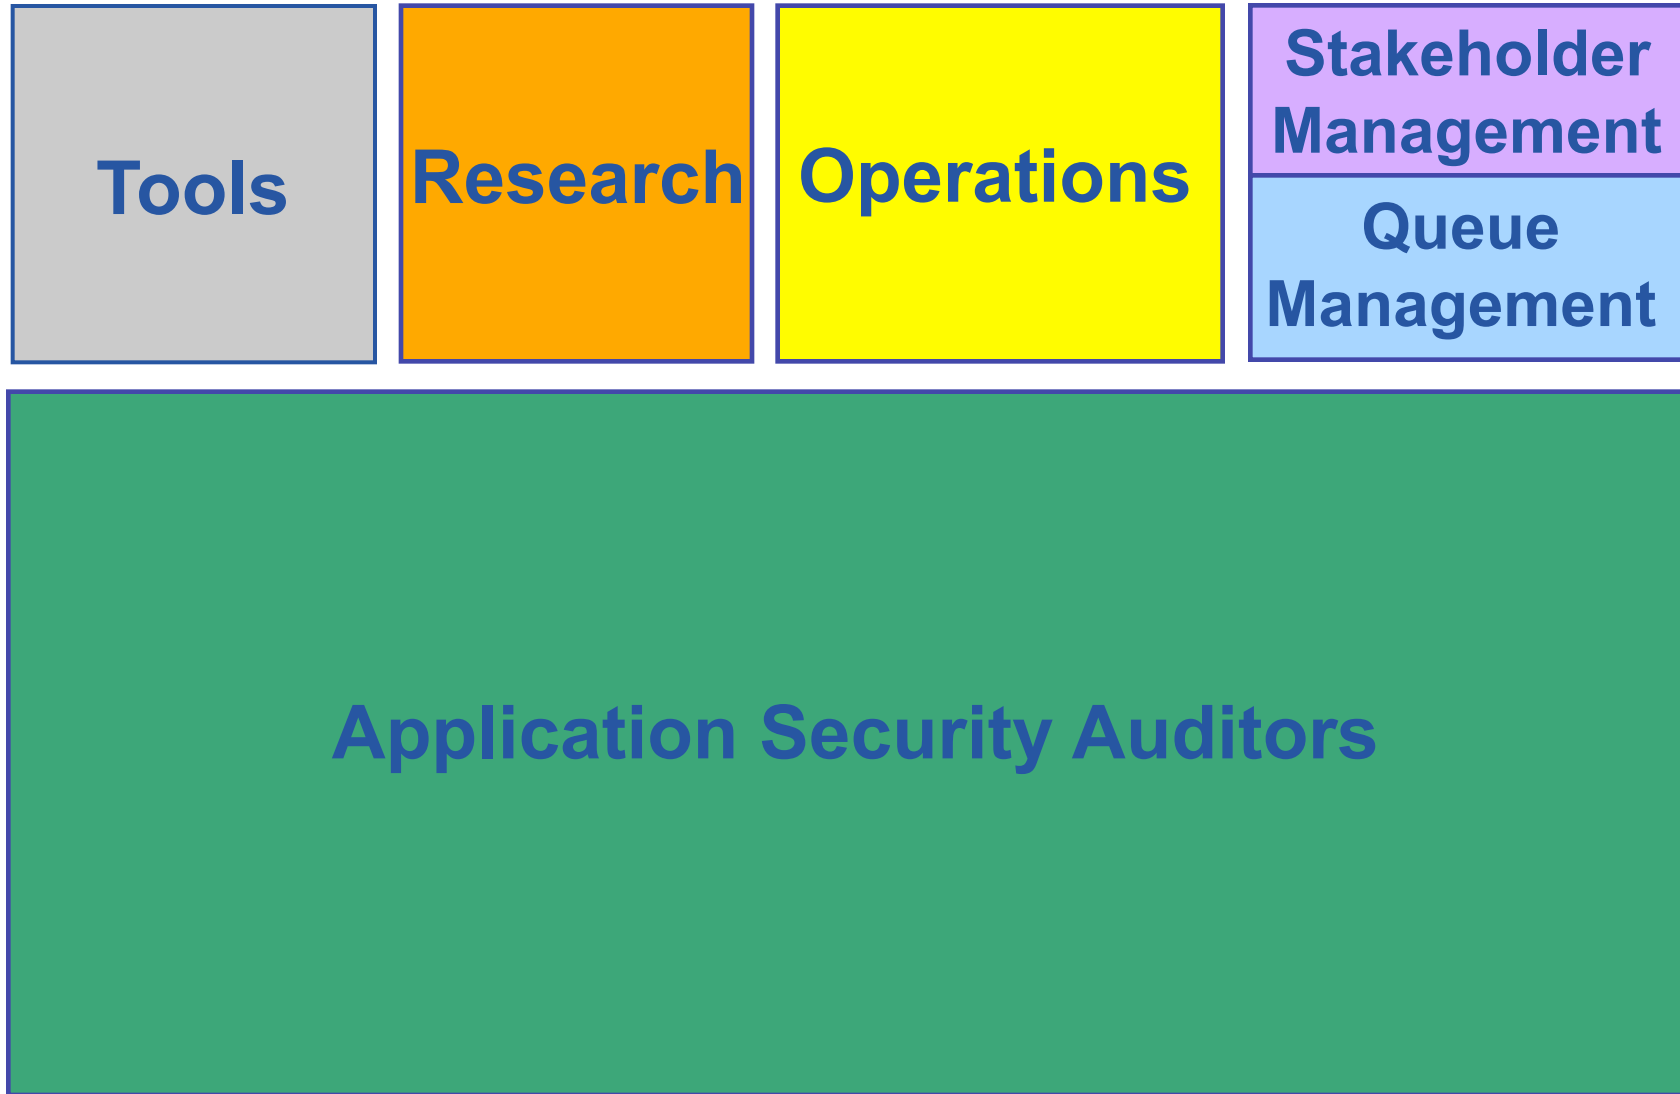 Tools
Research
Operations
Stakeholder
Management
Queue
Management
Application Security Auditors